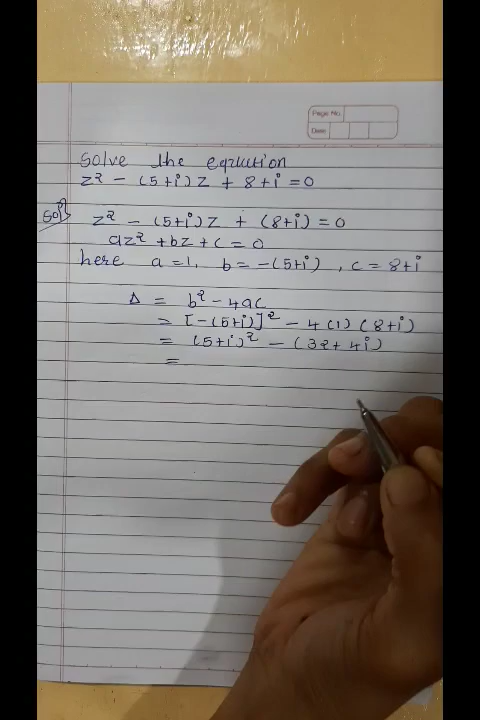 Page No.
Date
Solve the equation
z² - (5+i)z + 8+i = 0
Solⁿ z² - (5+i)z + (8+i) = 0
az² + bz + c = 0
here a = 1, b = -(5+i), c = 8+i
Δ = b² - 4ac
= [-(5+i)]² - 4(1)(8+i)
= (5+i)² - (32+4i)
=